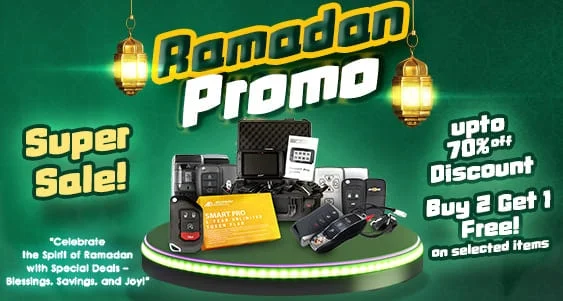 Ramadan
Promo
Super
Sale!
upto
70% off
Discount
Buy 2 Get 1
Free!
on selected items
SMART PRO
"Celebrate
the Spirit of Ramadan
with Special Deals –
Blessings, Savings, and Joy!"